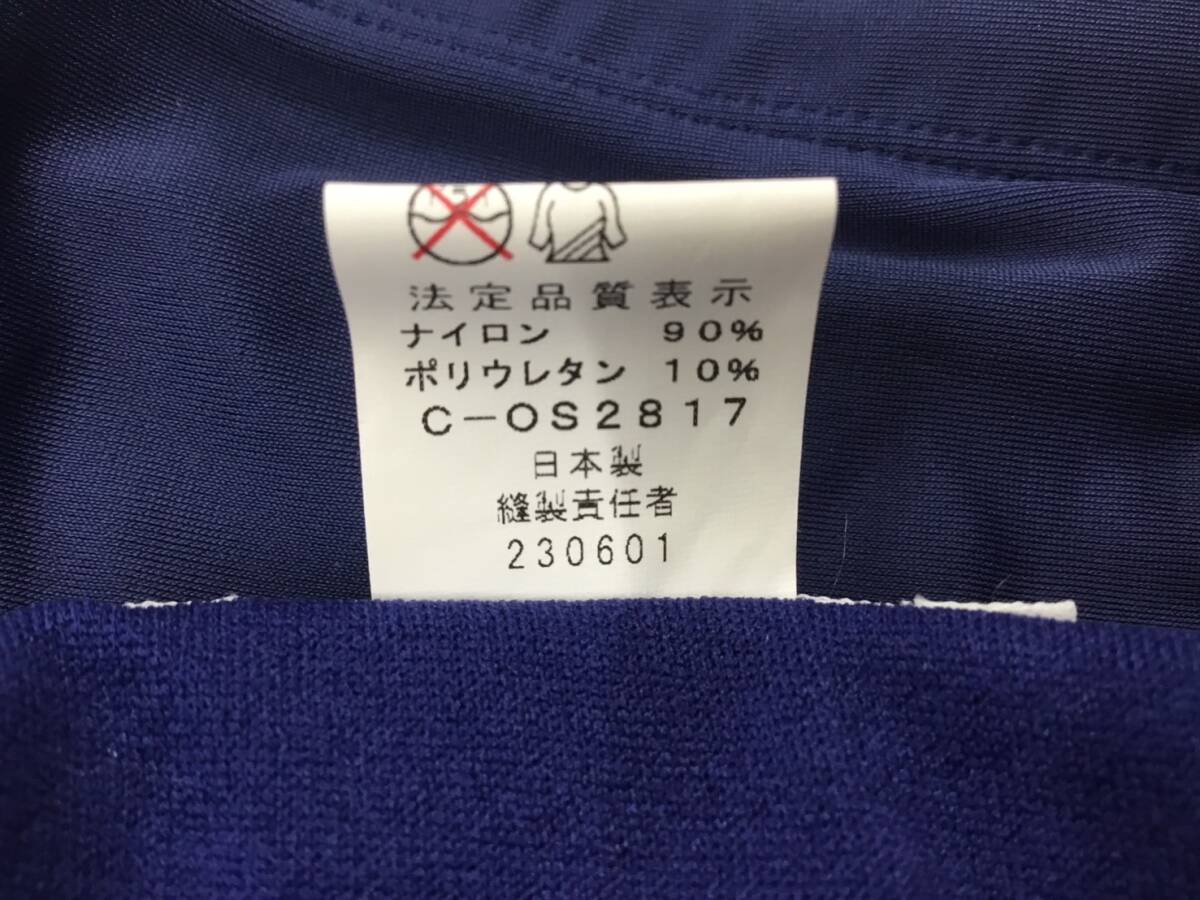 法定品質表示
ナイロン 90%
ポリウレタン 10%
C-OS2817
日本製
縫製責任者
230601